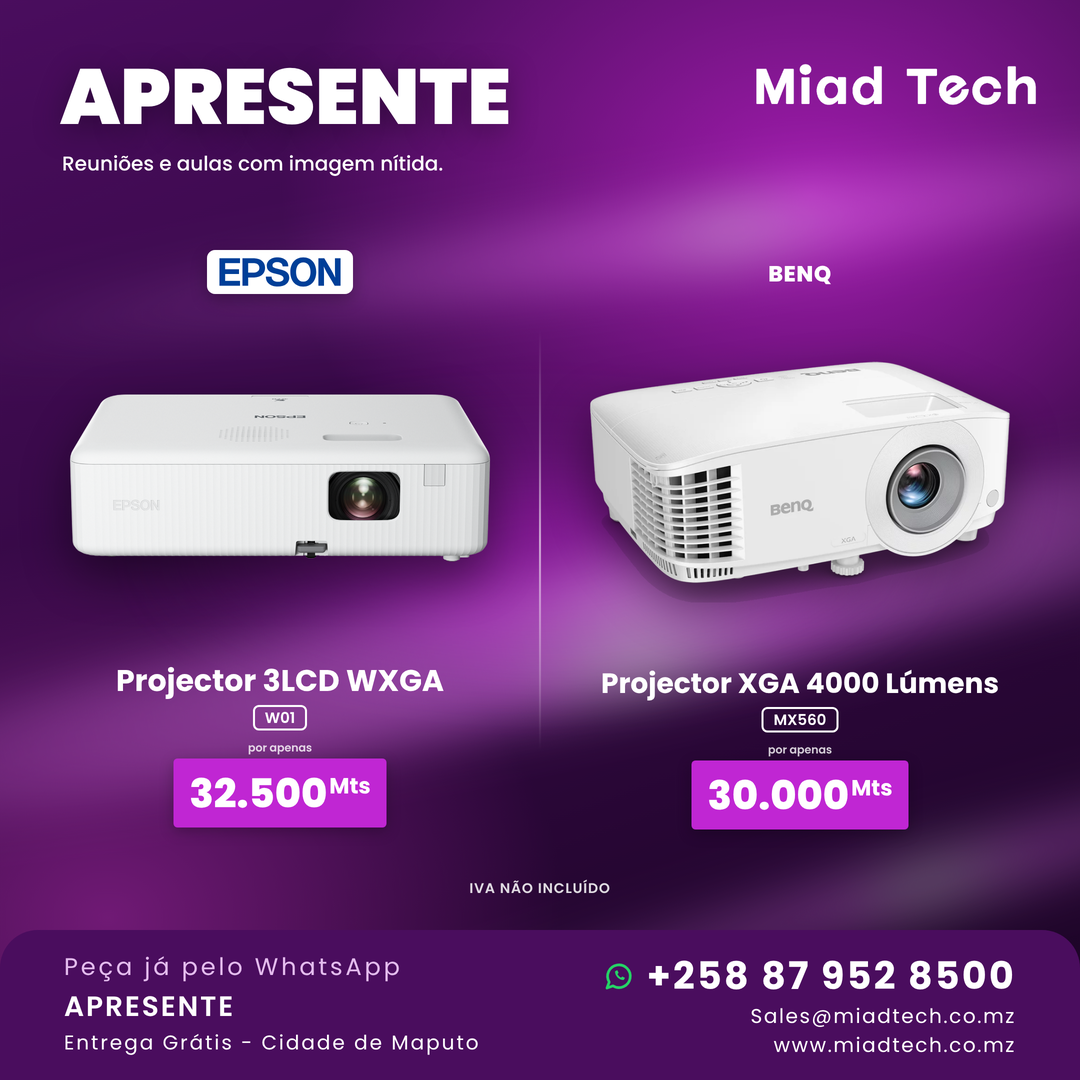 APRESENTE
Miad Tech
Reuniões e aulas com imagem nítida.
EPSON
BENQ
EPSON
EPSON
BenQ
BenQ
XGA
Projector 3LCD WXGA
W01
por apenas
32.500Mts
Projector XGA 4000 Lúmens
MX560
por apenas
30.000Mts
IVA NÃO INCLUÍDO
Peça já pelo WhatsApp
APRESENTE
Entrega Grátis - Cidade de Maputo
+258 87 952 8500
Sales@miadtech.co.mz
www.miadtech.co.mz